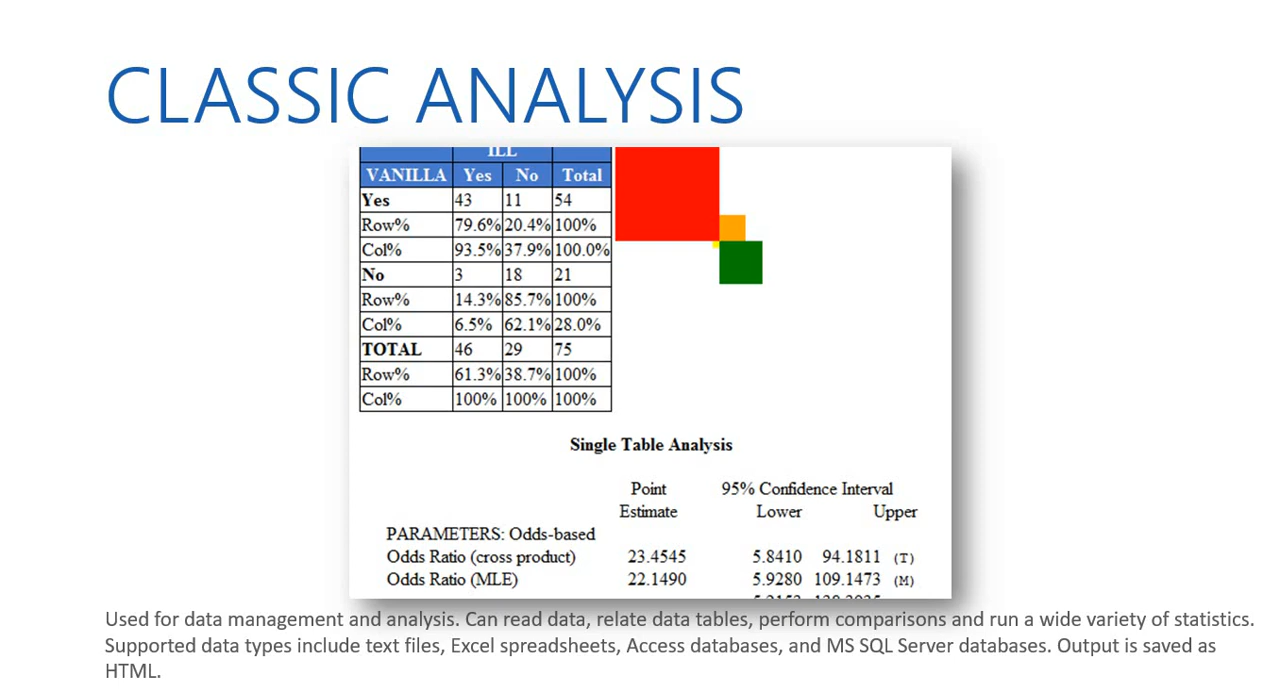 CLASSIC ANALYSIS
ILL
VANILLA Yes No Total
Yes 43 11 54
Row% 79.6% 20.4% 100%
Col% 93.5% 37.9% 100.0%
No 3 18 21
Row% 14.3% 85.7% 100%
Col% 6.5% 62.1% 28.0%
TOTAL 46 29 75
Row% 61.3% 38.7% 100%
Col% 100% 100% 100%
Single Table Analysis
Point 95% Confidence Interval
Estimate Lower Upper
PARAMETERS: Odds-based
Odds Ratio (cross product) 23.4545 5.8410 94.1811 (T)
Odds Ratio (MLE) 22.1490 5.9280 109.1473 (M)
Used for data management and analysis. Can read data, relate data tables, perform comparisons and run a wide variety of statistics.
Supported data types include text files, Excel spreadsheets, Access databases, and MS SQL Server databases. Output is saved as
HTML.